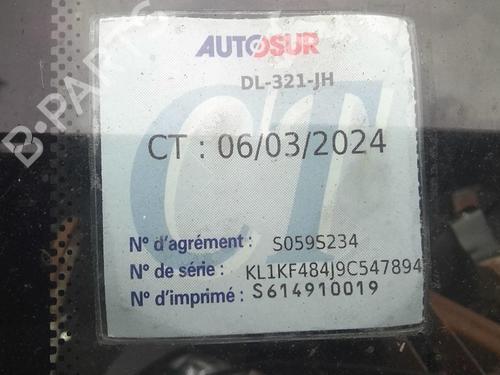 AUTOSUR
DL-321-JH
CT
CT : 06/03/2024
N° d'agrément : S059S234
N° de série : KL1KF484J9C547894
N° d'imprimé : S614910019
B-PARTS